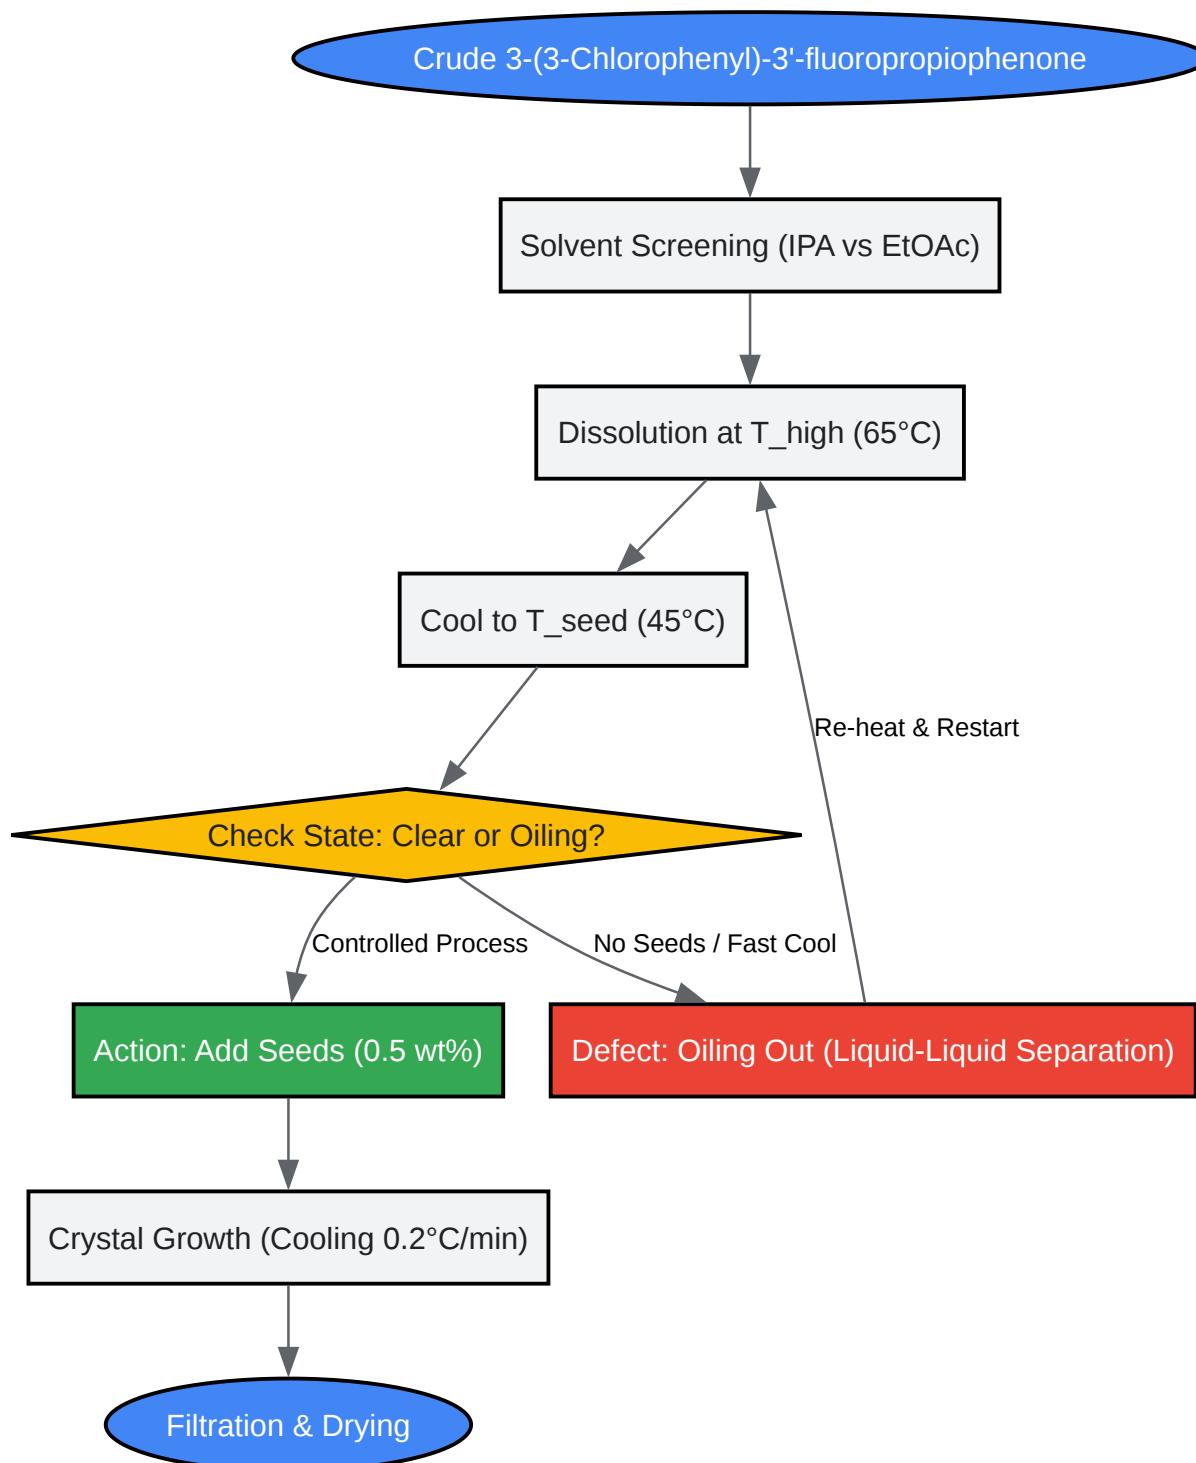 Crude 3-(3-Chlorophenyl)-3'-fluoropropiophenone
Solvent Screening (IPA vs EtOAc)
Dissolution at T_high (65°C)
Cool to T_seed (45°C)
Re-heat & Restart
Check State: Clear or Oiling?
Controlled Process
No Seeds / Fast Cool
Action: Add Seeds (0.5 wt%)
Defect: Oiling Out (Liquid-Liquid Separation)
Crystal Growth (Cooling 0.2°C/min)
Filtration & Drying